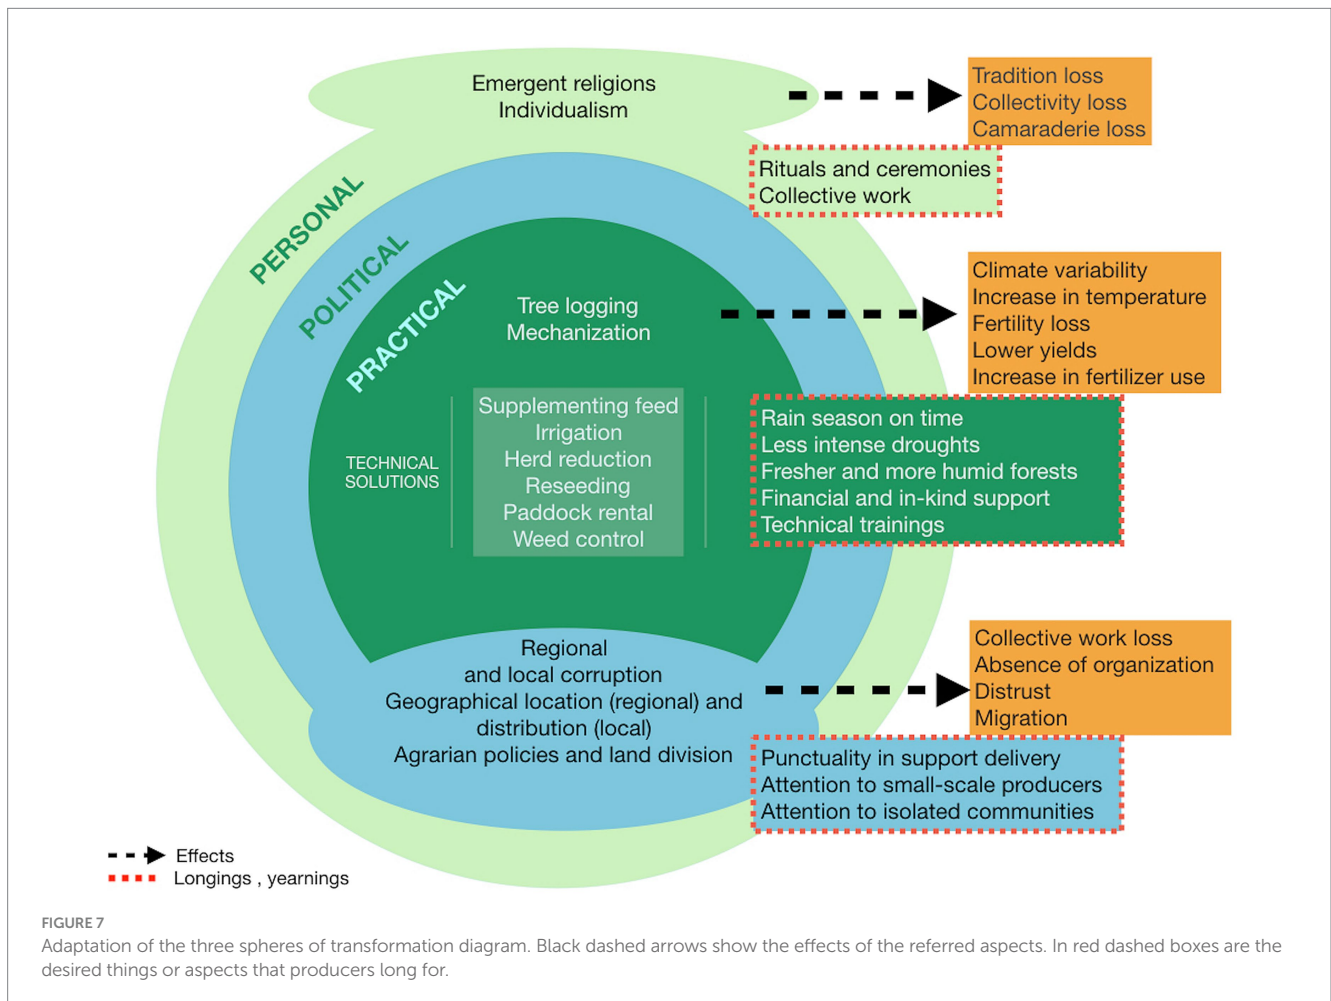 Emergent religions
Individualism
Tradition loss
Collectivity loss
Camaraderie loss
Rituals and ceremonies
Collective work
PERSONAL
POLITICAL
PRACTICAL
Tree logging
Mechanization
Climate variability
Increase in temperature
Fertility loss
Lower yields
Increase in fertilizer use
TECHNICAL
SOLUTIONS
Supplementing feed
Irrigation
Herd reduction
Reseeding
Paddock rental
Weed control
Rain season on time
Less intense droughts
Fresher and more humid forests
Financial and in-kind support
Technical trainings
Regional
and local corruption
Geographical location (regional) and
distribution (local)
Agrarian policies and land division
Collective work loss
Absence of organization
Distrust
Migration
Punctuality in support delivery
Attention to small-scale producers
Attention to isolated communities
Effects
Longings , yearnings
FIGURE 7
Adaptation of the three spheres of transformation diagram. Black dashed arrows show the effects of the referred aspects. In red dashed boxes are the
desired things or aspects that producers long for.